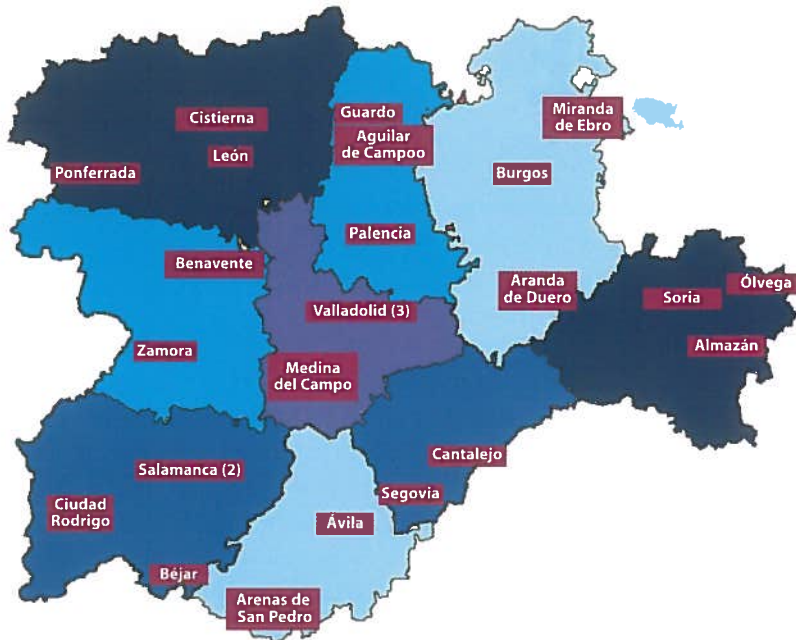 Cistierna
León
Ponferrada
Guardo
Aguilar
de Campoo
Miranda
de Ebro
Burgos
Palencia
Benavente
Aranda
de Duero
Ólvega
Soria
Almazán
Valladolid (3)
Zamora
Medina
del Campo
Cantalejo
Salamanca (2)
Segovia
Ciudad
Rodrigo
Ávila
Béjar
Arenas de
San Pedro